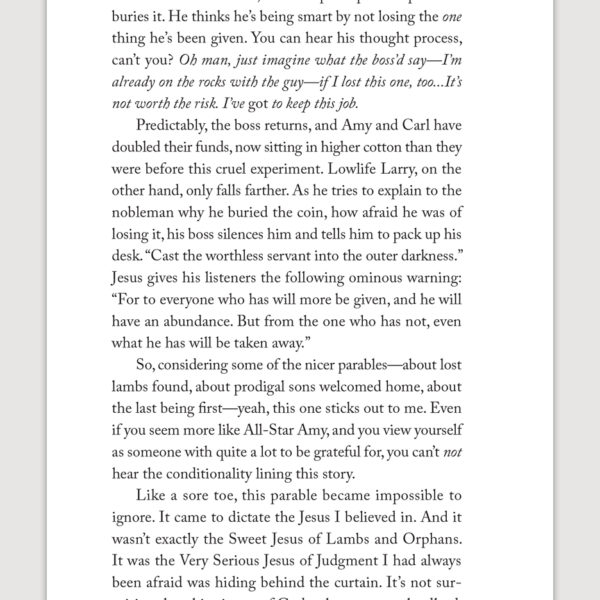 buries it. He thinks he's being smart by not losing the one
thing he's been given. You can hear his thought process,
can't you? Oh man, just imagine what the boss'd say—I'm
already on the rocks with the guy—if I lost this one, too...It's
not worth the risk. I've got to keep this job.
Predictably, the boss returns, and Amy and Carl have
doubled their funds, now sitting in higher cotton than they
were before this cruel experiment. Lowlife Larry, on the
other hand, only falls farther. As he tries to explain to the
nobleman why he buried the coin, how afraid he was of
losing it, his boss silences him and tells him to pack up his
desk. “Cast the worthless servant into the outer darkness.”
Jesus gives his listeners the following ominous warning:
“For to everyone who has will more be given, and he will
have an abundance. But from the one who has not, even
what he has will be taken away.”
So, considering some of the nicer parables—about lost
lambs found, about prodigal sons welcomed home, about
the last being first—yeah, this one sticks out to me. Even
if you seem more like All-Star Amy, and you view yourself
as someone with quite a lot to be grateful for, you can't not
hear the conditionality lining this story.
Like a sore toe, this parable became impossible to
ignore. It came to dictate the Jesus I believed in. And it
wasn't exactly the Sweet Jesus of Lambs and Orphans.
It was the Very Serious Jesus of Judgment I had always
been afraid was hiding behind the curtain. It's not sur-